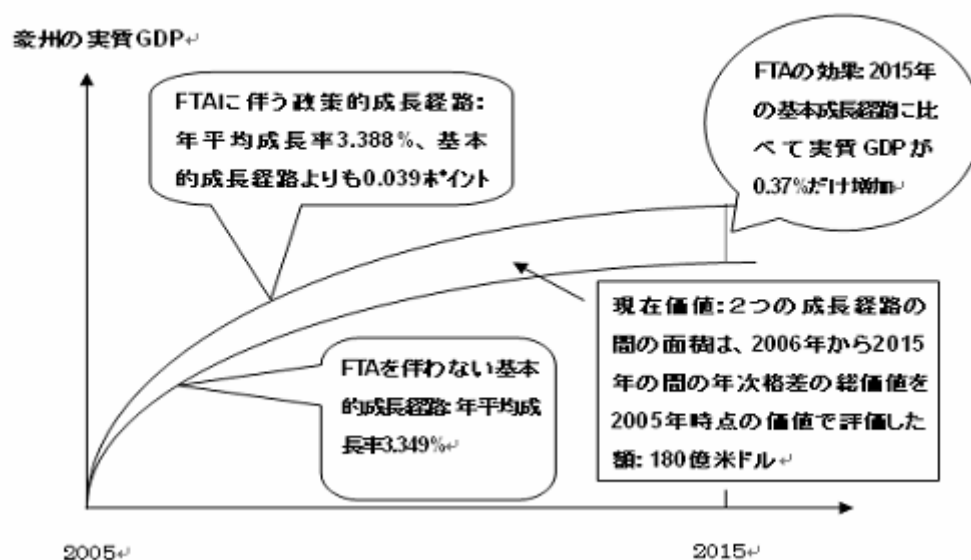 豪州の実質GDP↵
FTAに伴う政策的成長経路:
年平均成長率3.388%、基本
的成長経路よりも0.039ポイント
FTAの効果:2015年
の基本成長経路に比
べて実質GDPが
0.37%だけ増加↵
現在価値:2つの成長経路の
間の面積は、2006年から2015
年の間の年次格差の総価値を
2005年時点の価値で評価した
額:180億米ドル↵
FTAを伴わない基本
的成長経路:年平均成
長率3.349%↵
2005↵
2015↵